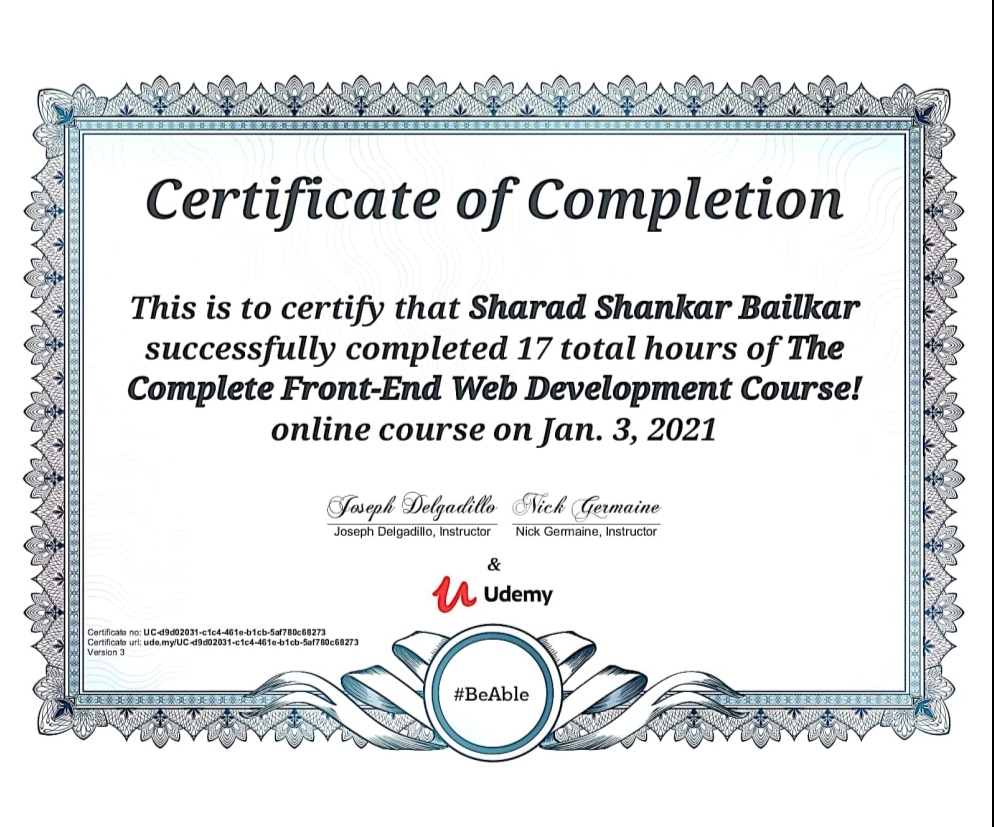 Certificate of Completion
This is to certify that Sharad Shankar Bailkar
successfully completed 17 total hours of The
Complete Front-End Web Development Course!
online course on Jan. 3, 2021
Joseph Delgadillo Nick Germaine
Joseph Delgadillo, Instructor Nick Germaine, Instructor
&
Udemy
Certificate no: UC-d9d02031-c1c4-461e-b1cb-5af780c68273
Certificate url: ude.my/UC-d9d02031-c1c4-461e-b1cb-5af780c68273
Version 3
#BeAble